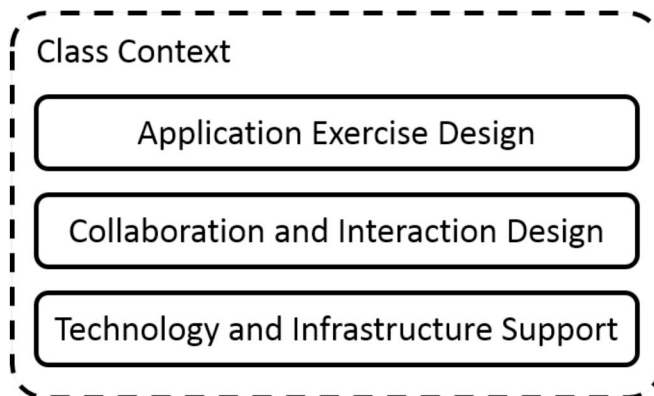 Class Context
Application Exercise Design
Collaboration and Interaction Design
Technology and Infrastructure Support